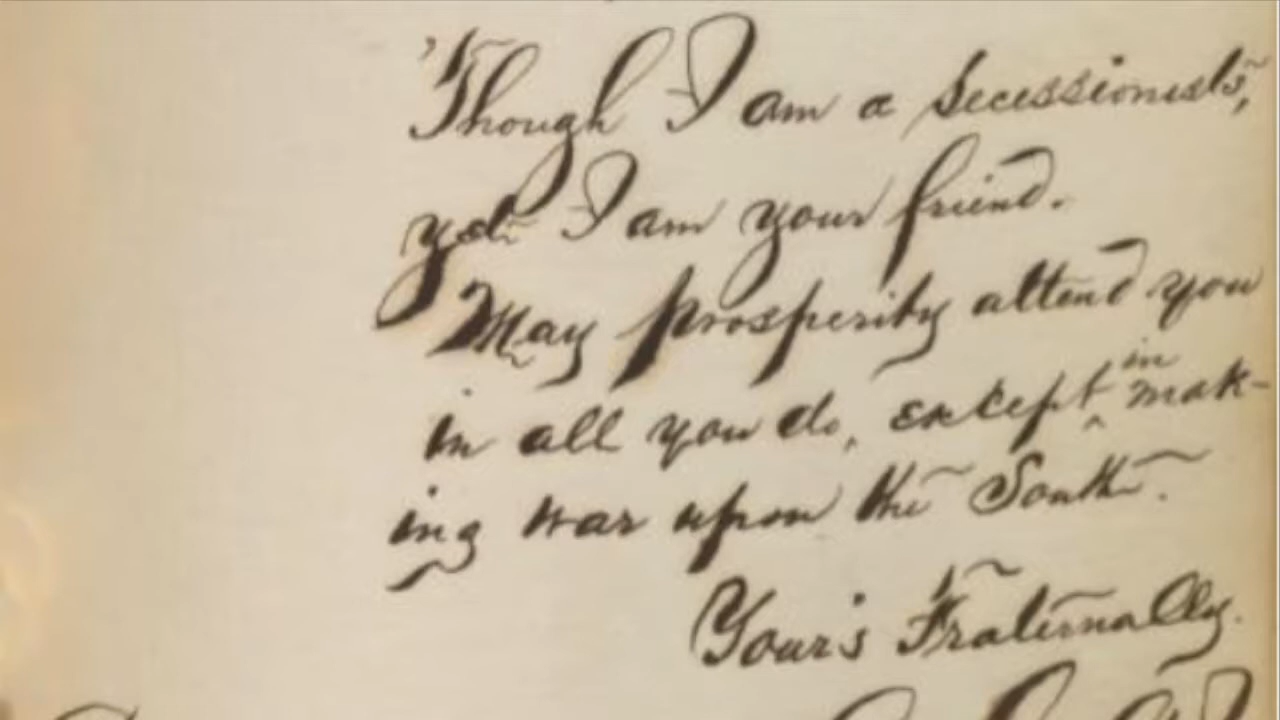 Though I am a Secessionist,
yet I am your friend.
May prosperity attend you
in all you do, except in mak-
ing war upon the South.
Your's Fraternally.